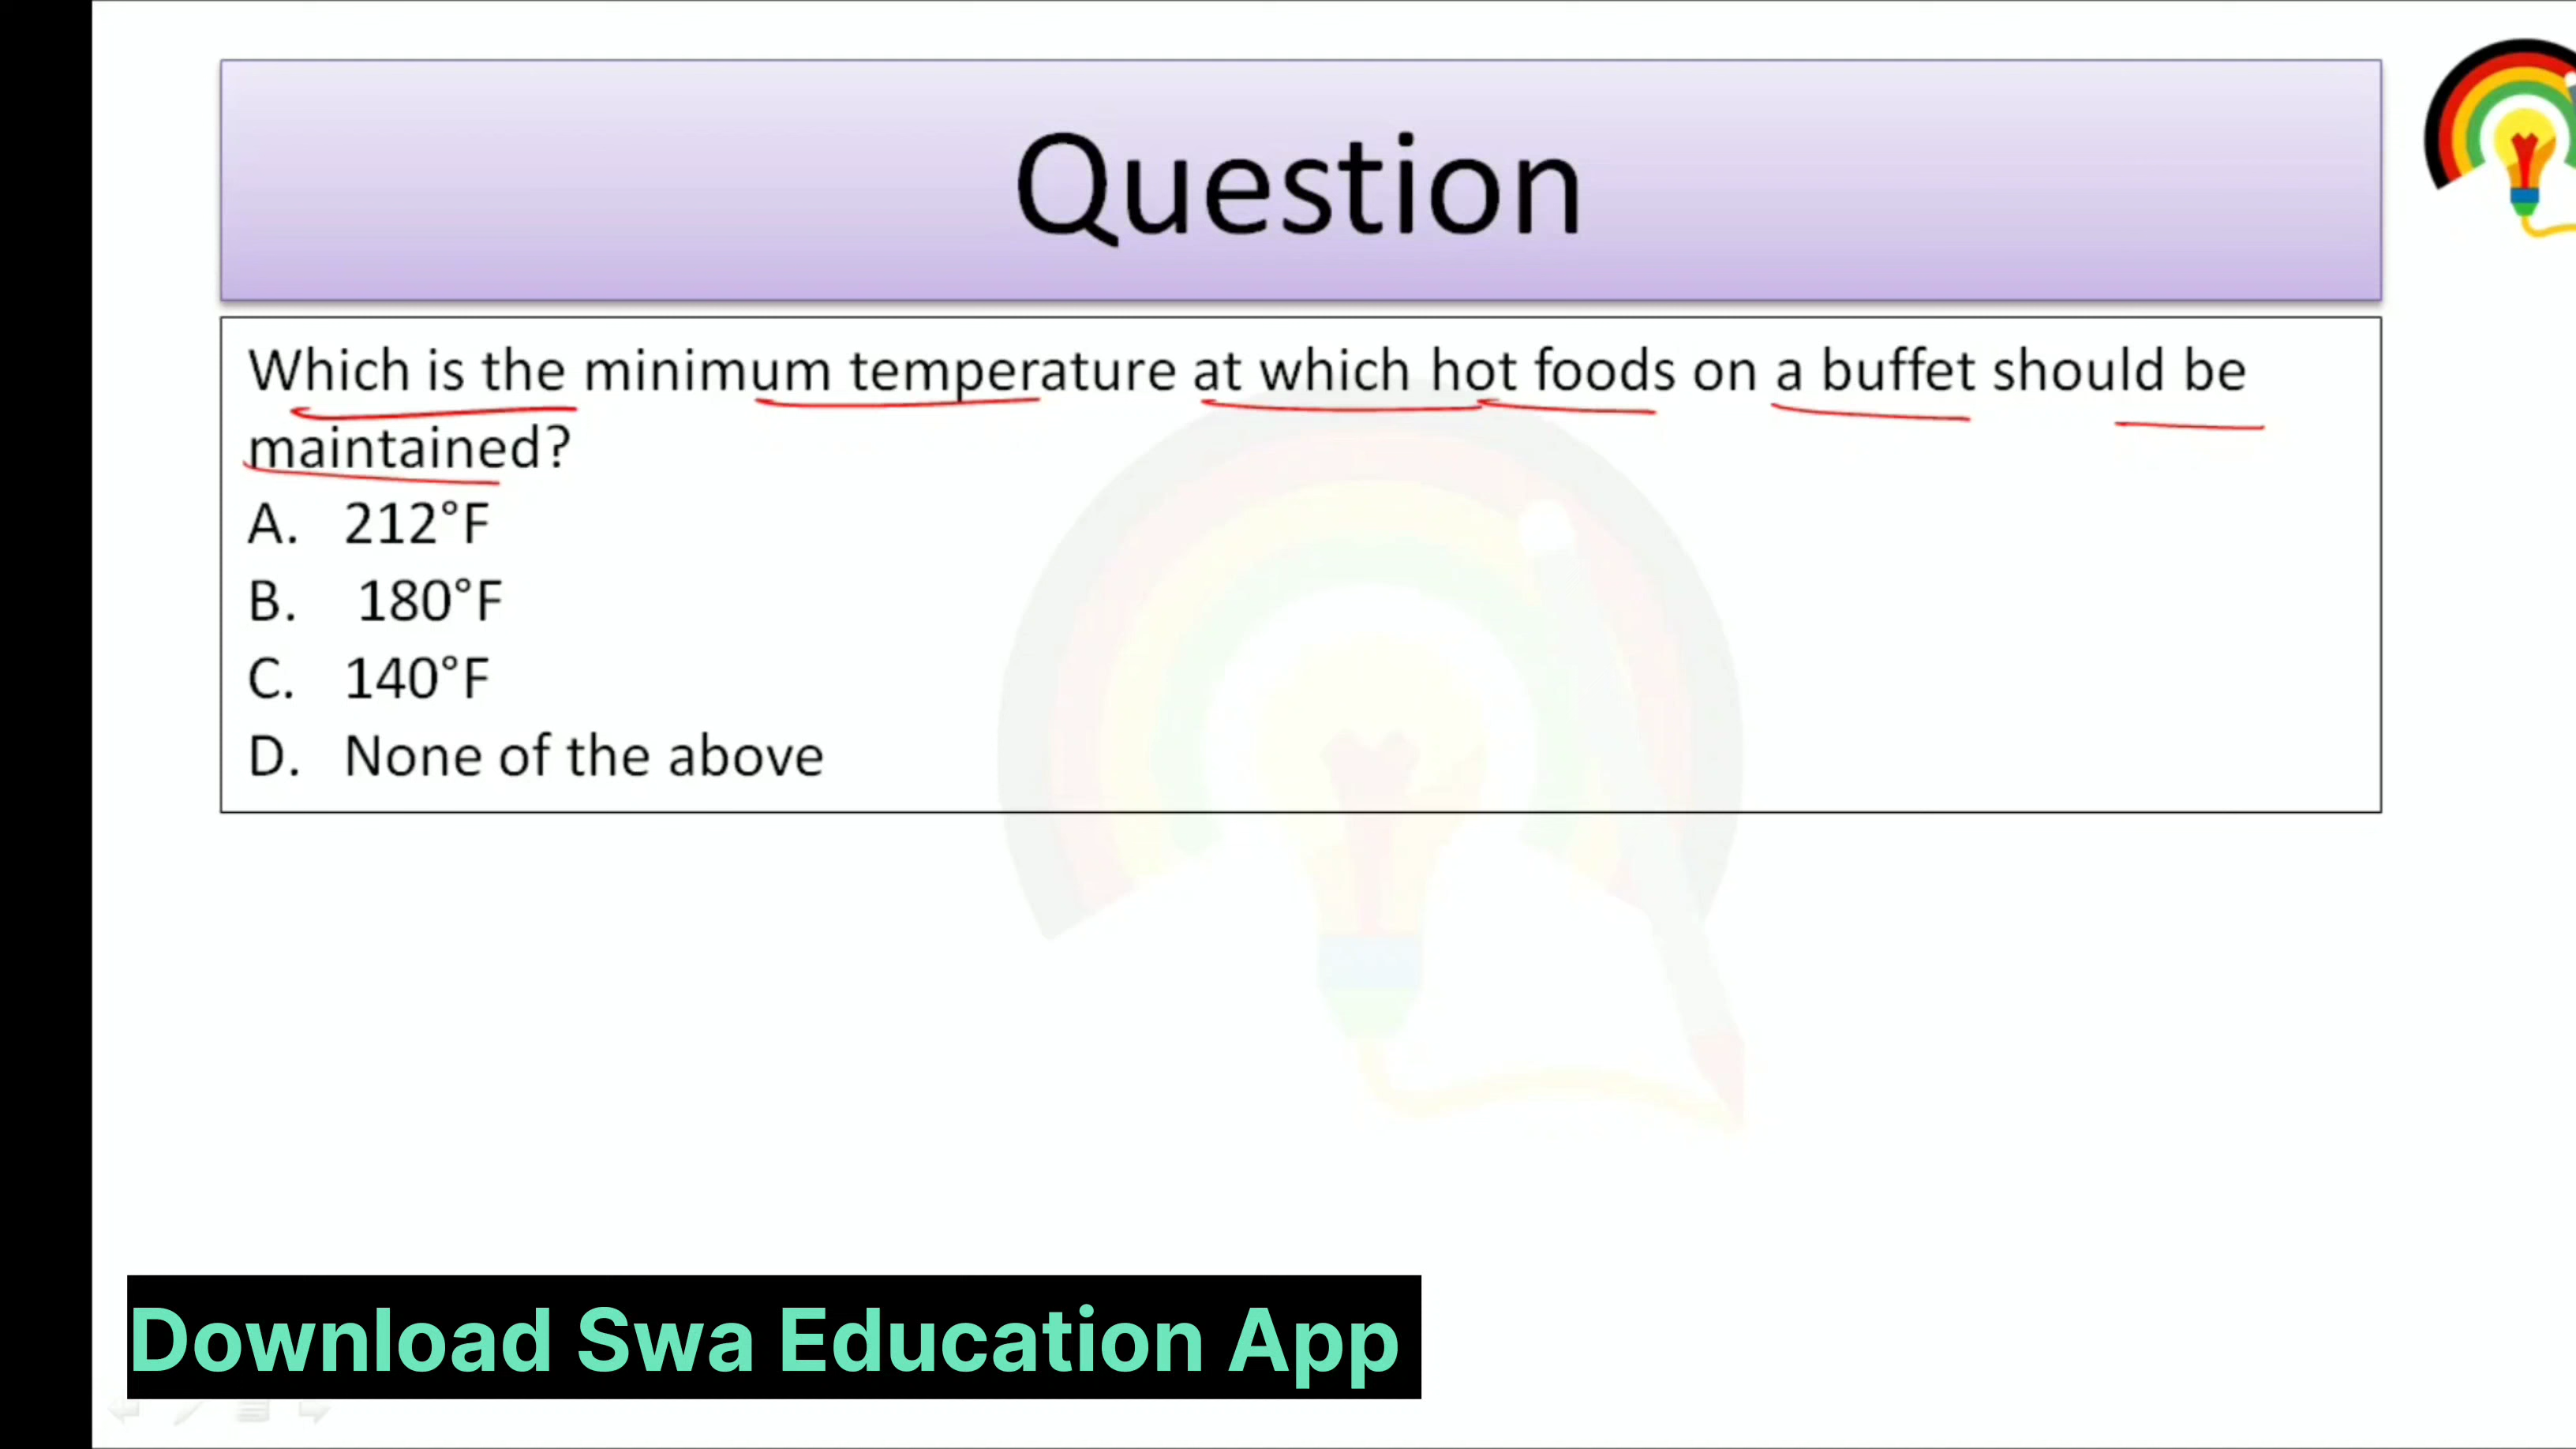 Question
Which is the minimum temperature at which hot foods on a buffet should be
maintained?
A. 212°F
B. 180°F
C. 140°F
D. None of the above
Download Swa Education App